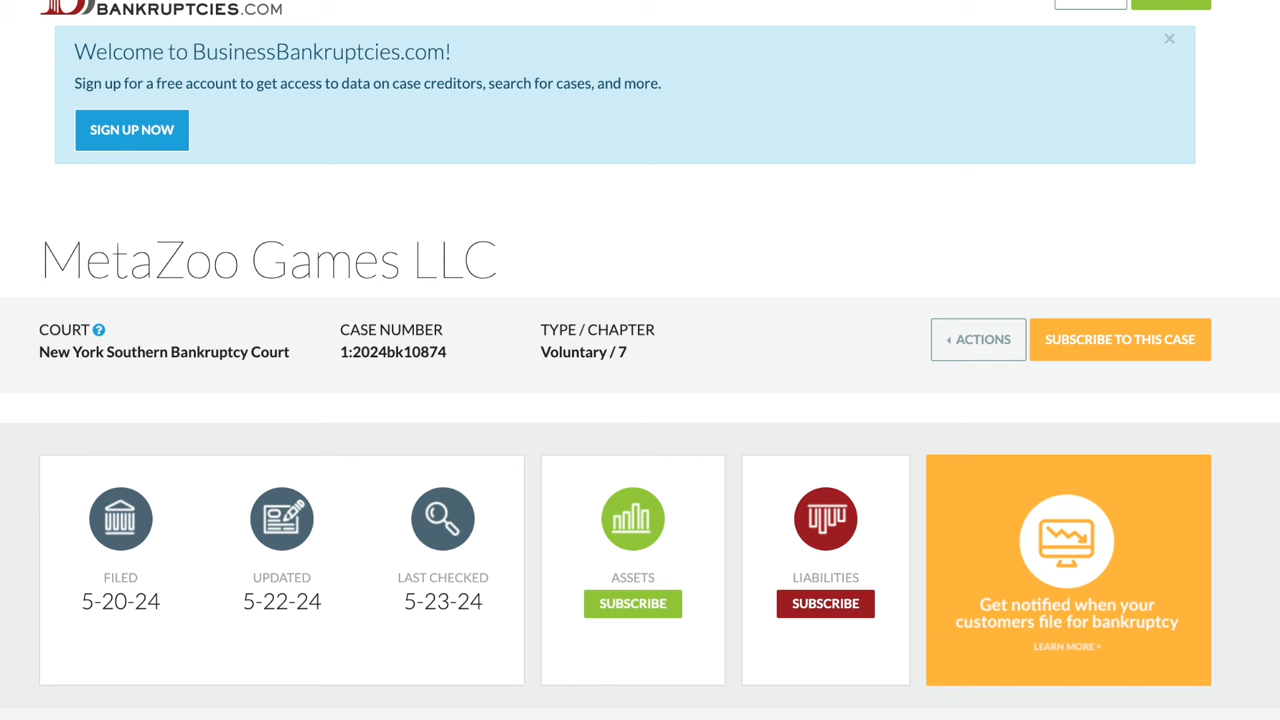 BANKRUPTCIES.COM
Welcome to BusinessBankruptcies.com!
×
Sign up for a free account to get access to data on case creditors, search for cases, and more.
SIGN UP NOW
MetaZoo Games LLC
COURT ?
New York Southern Bankruptcy Court
CASE NUMBER
1:2024bk10874
TYPE / CHAPTER
Voluntary / 7
ACTIONS
SUBSCRIBE TO THIS CASE
FILED
5-20-24
UPDATED
5-22-24
LAST CHECKED
5-23-24
ASSETS
SUBSCRIBE
LIABILITIES
SUBSCRIBE
Get notified when your
customers file for bankruptcy
LEARN MORE »